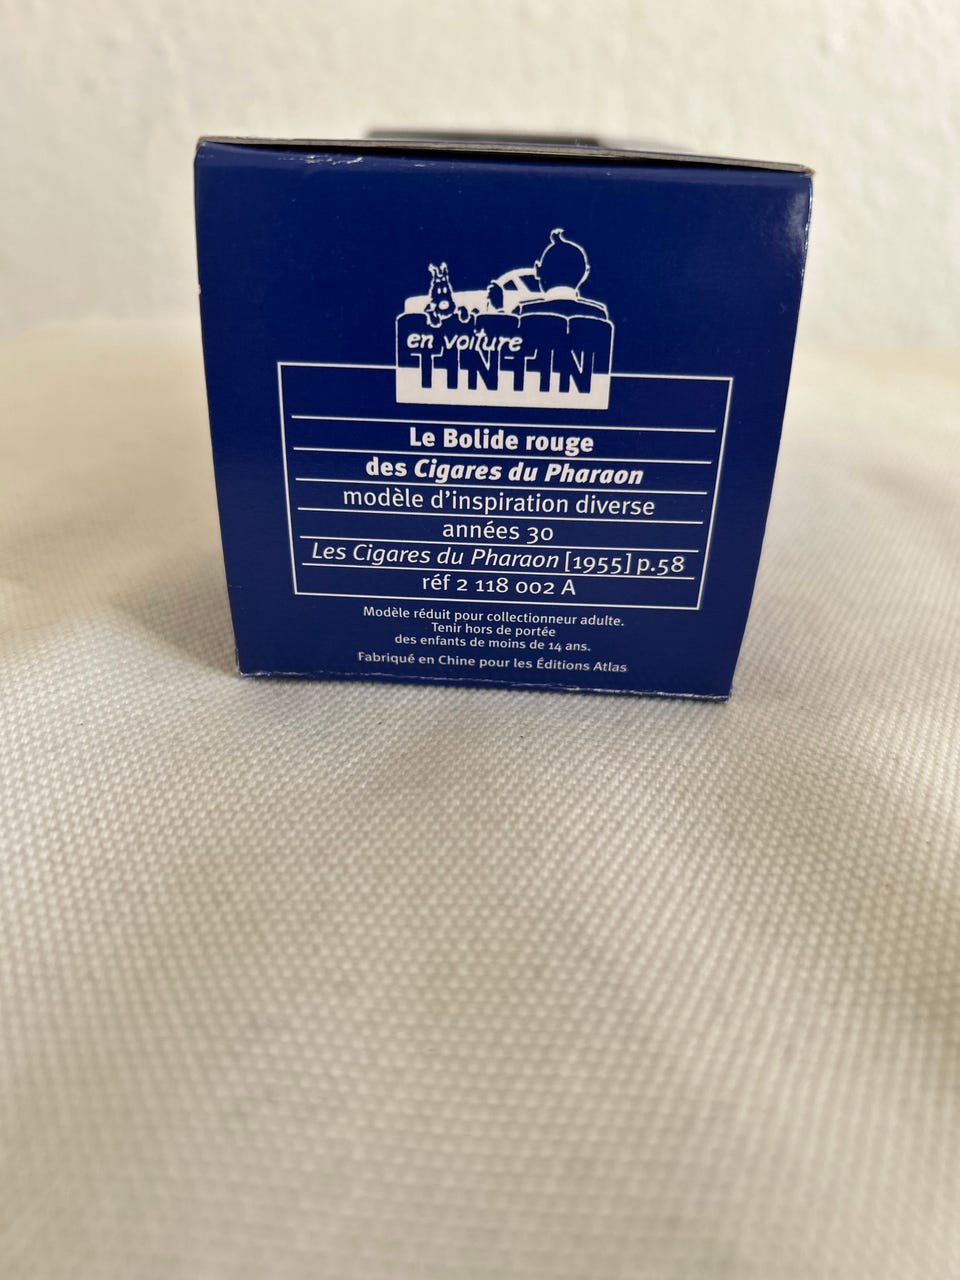 en voiture
TINTIN
Le Bolide rouge
des Cigares du Pharaon
modèle d'inspiration diverse
années 30
Les Cigares du Pharaon [1955] p.58
réf 2 118 002 A
Modèle réduit pour collectionneur adulte.
Tenir hors de portée
des enfants de moins de 14 ans.
Fabriqué en Chine pour les Éditions Atlas